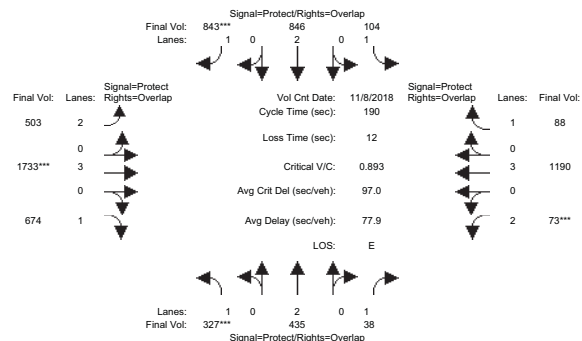 Signal=Protect/Rights=Overlap
Final Vol: 843*** 846 104
Lanes: 1 0 2 0 1
Signal=Protect
Final Vol: Lanes: Rights=Overlap Vol Cnt Date: 11/8/2018 Signal=Protect
Rights=Overlap Lanes: Final Vol:
Cycle Time (sec): 190
503 2 1 88
Loss Time (sec): 12
0 0
1733*** 3 Critical V/C: 0.893 3 1190
0 Avg Crit Del (sec/veh): 97.0 0
674 1 Avg Delay (sec/veh): 77.9 2 73***
LOS: E
Lanes: 1 0 2 0 1
Final Vol: 327*** 435 38
Signal=Protect/Rights=Overlap